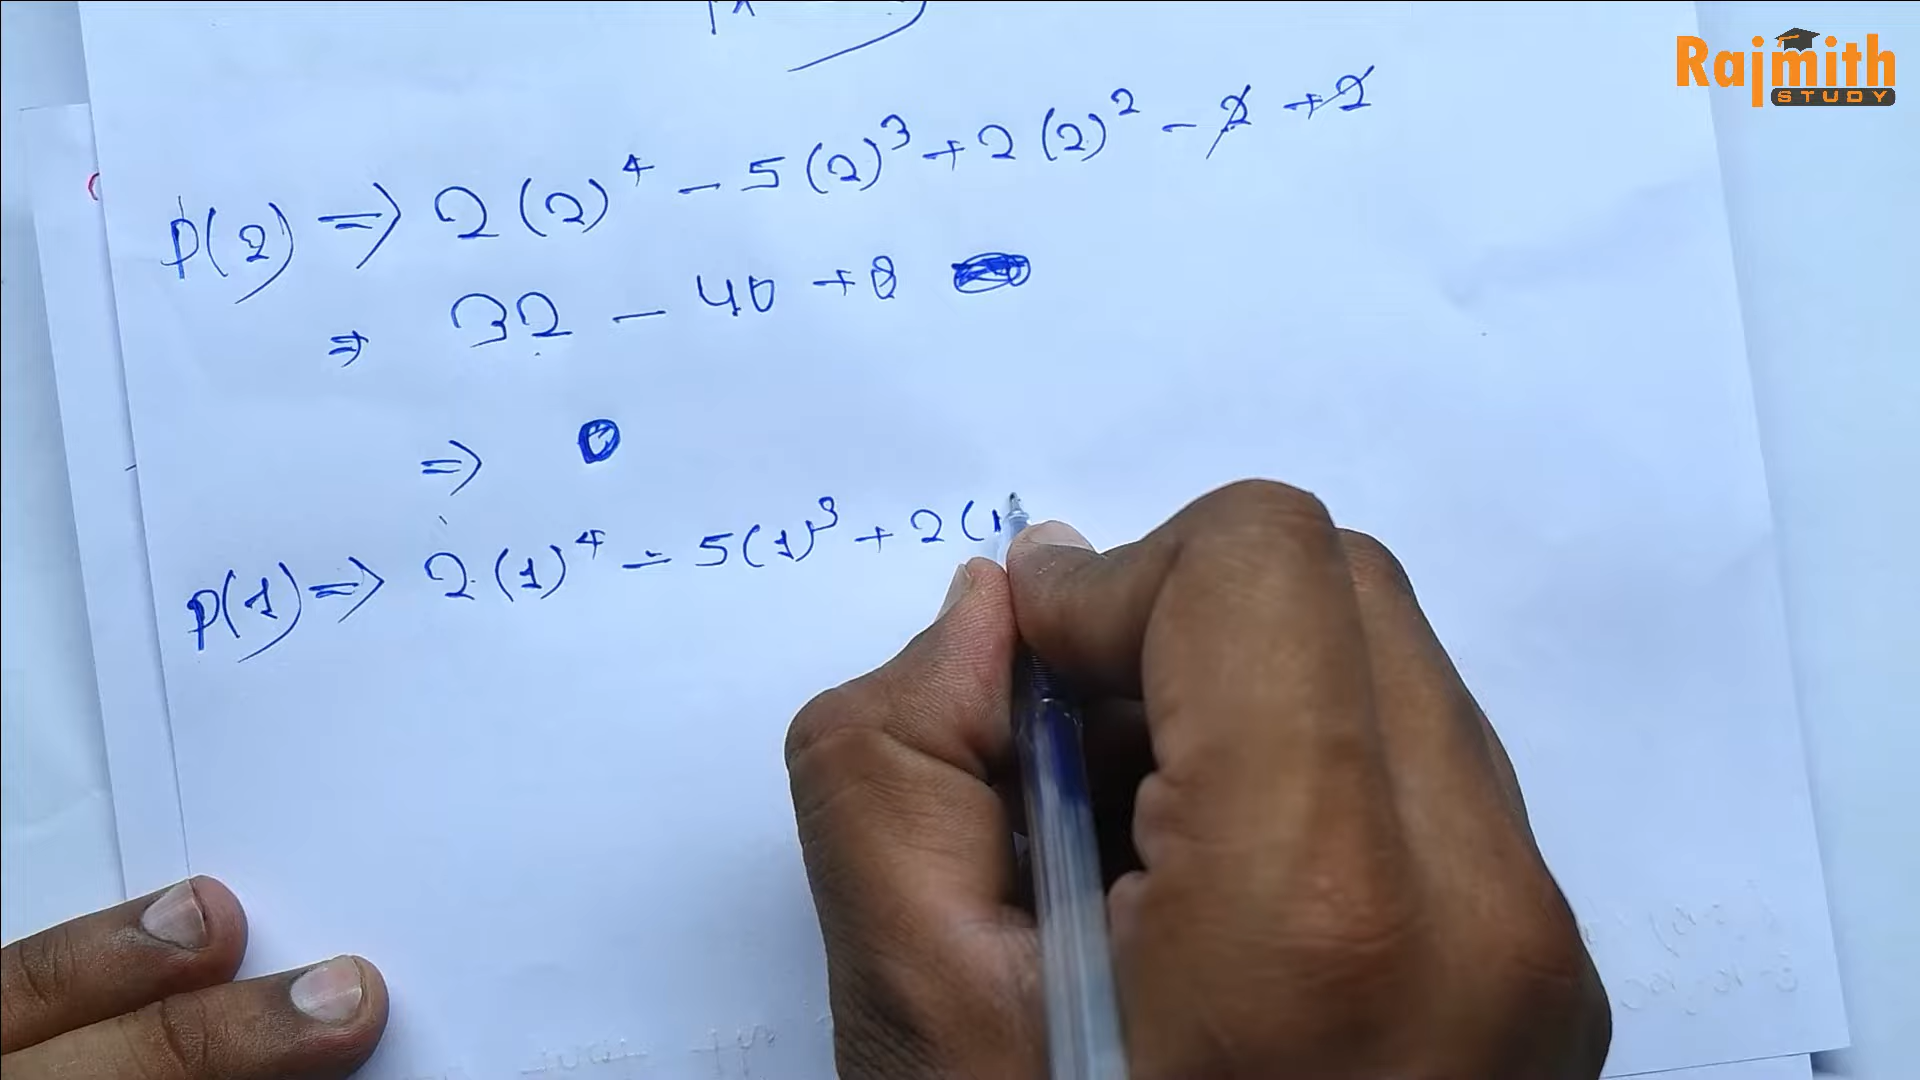 Rajmith
STUDY
p(2) ⇒ 2(2)⁴ - 5(2)³ + 2(2)² - 2 + 2
⇒ 32 - 40 + 8
⇒ 0
p(1) ⇒ 2(1)⁴ - 5(1)³ + 2(1